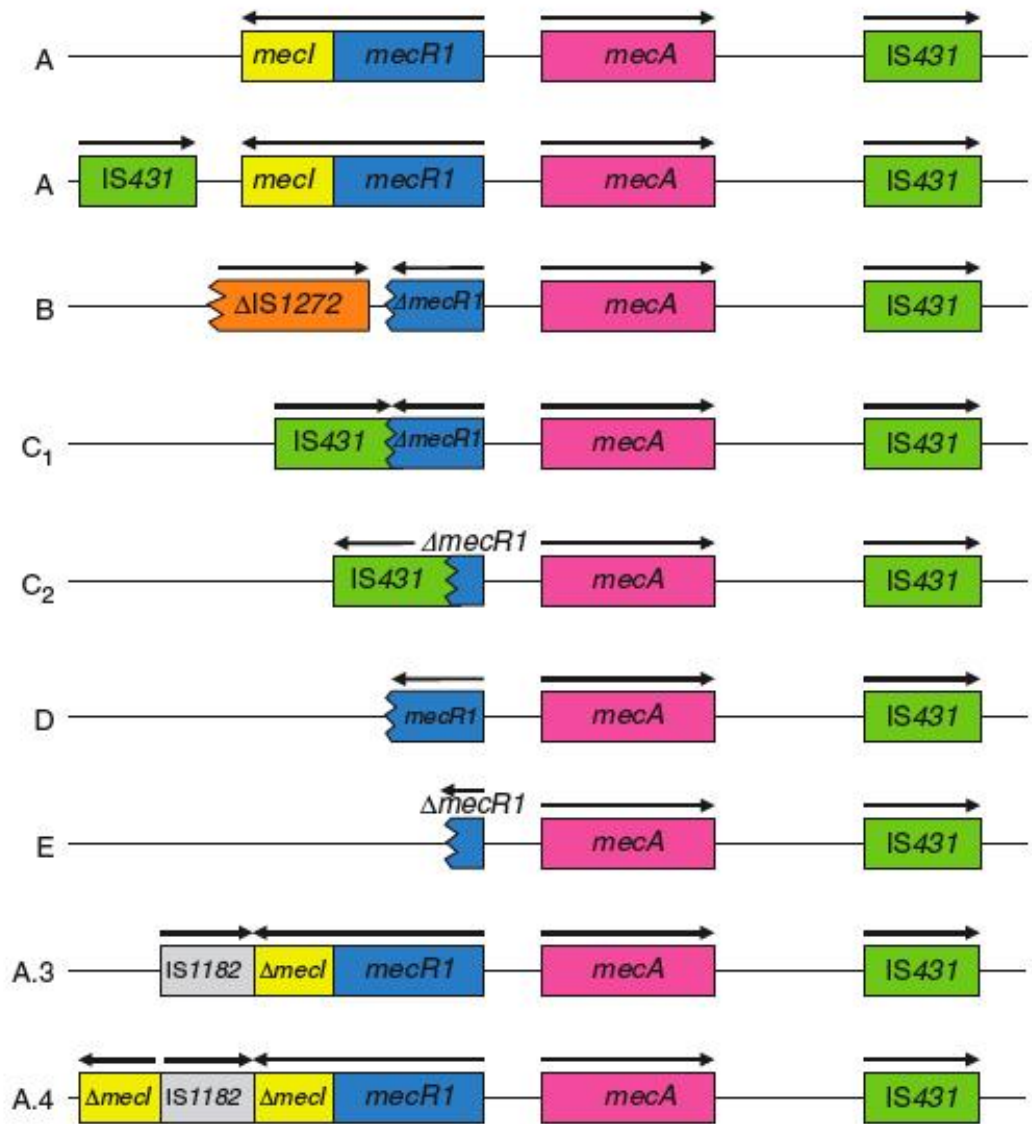 A mecI mecR1 mecA IS431
A IS431 mecI mecR1 mecA IS431
B ΔIS1272 ΔmecR1 mecA IS431
C1 IS431 ΔmecR1 mecA IS431
ΔmecR1
C2 IS431 mecA IS431
D mecR1 mecA IS431
ΔmecR1
E mecA IS431
A.3 IS1182 ΔmecI mecR1 mecA IS431
A.4 ΔmecI IS1182 ΔmecI mecR1 mecA IS431